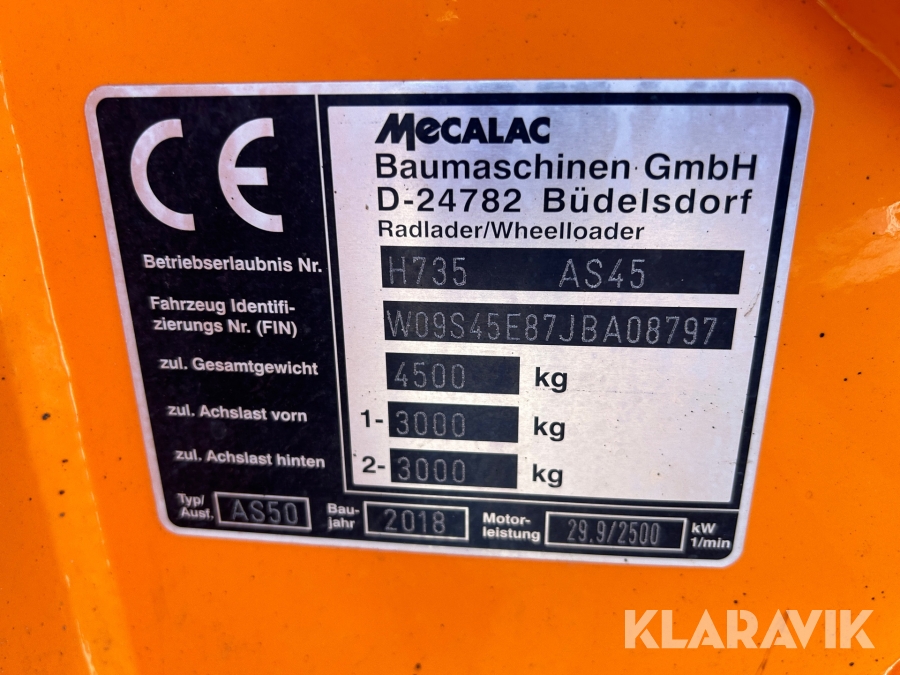 CE
MECALAC
Baumaschinen GmbH
D-24782 Büdelsdorf
Radlader/Wheelloader
Betriebserlaubnis Nr. H735 AS45
Fahrzeug Identifi-
zierungs Nr. (FIN) W09S45E87JBA08797
zul. Gesamtgewicht 4500 kg
zul. Achslast vorn 1- 3000 kg
zul. Achslast hinten 2- 3000 kg
Typ/
Ausf. AS50
Bau-
jahr 2018
Motor-
leistung 29.9/2500 kW
1/min
KLARAVIK